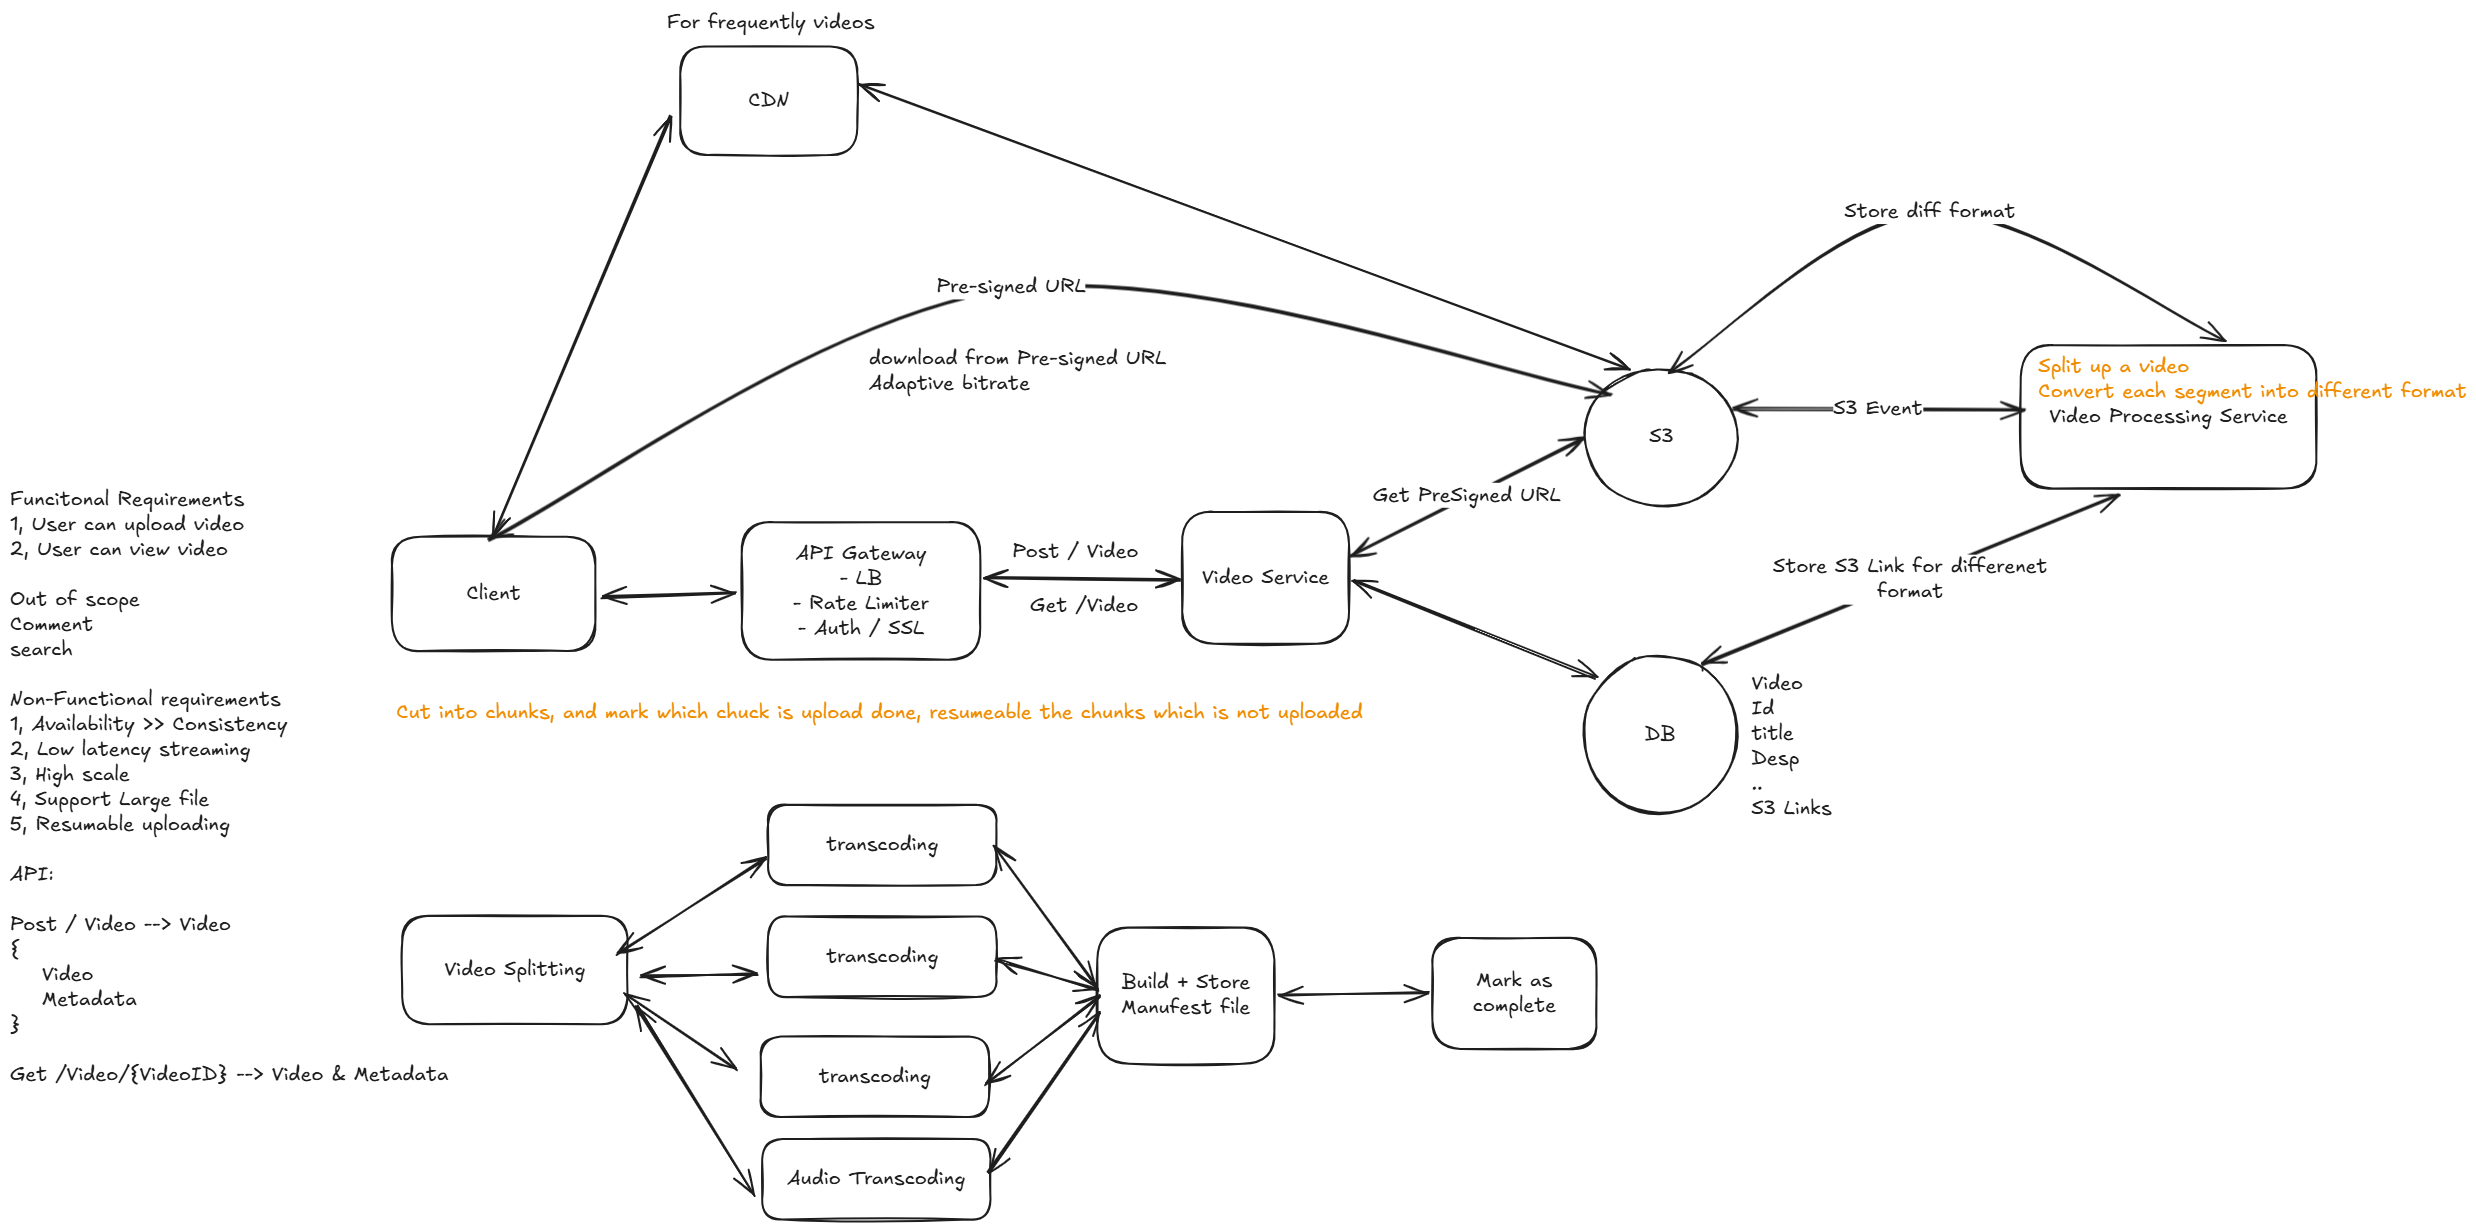 For frequently videos
CDN
Store diff format
Pre-signed URL
download from Pre-signed URL
Adaptive bitrate
Split up a video
Convert each segment into different format
Video Processing Service
S3 Event
S3
Get PreSigned URL
Funcitonal Requirements
1, User can upload video
2, User can view video
Out of scope
Comment
search
Non-Functional requirements
1, Availability >> Consistency
2, Low latency streaming
3, High scale
4, Support Large file
5, Resumable uploading
API:
Post / Video --> Video
{
Video
Metadata
}
Get /Video/{VideoID} --> Video & Metadata
Client
API Gateway
- LB
- Rate Limiter
- Auth / SSL
Post / Video
Get /Video
Video Service
Store S3 Link for differenet
format
DB
Video
Id
title
Desp
..
S3 Links
Cut into chunks, and mark which chuck is upload done, resumeable the chunks which is not uploaded
Video Splitting
transcoding
transcoding
transcoding
Audio Transcoding
Build + Store
Manufest file
Mark as
complete